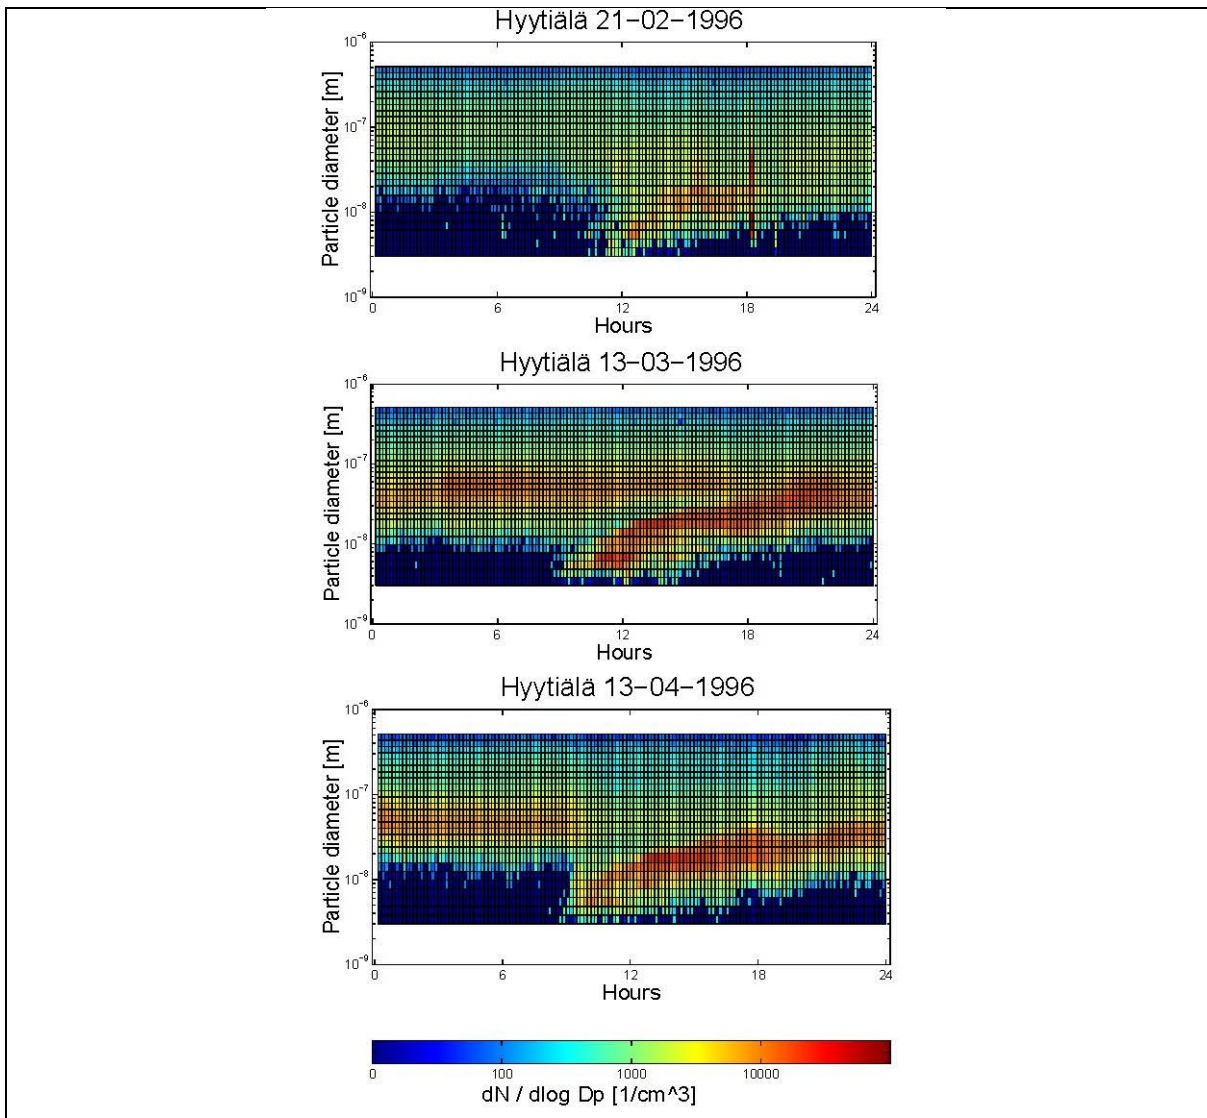 Hyytiälä 21-02-1996
10-6
10-7
10-8
10-9
Particle diameter [m]
0 6 12 18 24
Hours
Hyytiälä 13-03-1996
10-6
10-7
10-8
10-9
Particle diameter [m]
0 6 12 18 24
Hours
Hyytiälä 13-04-1996
10-6
10-7
10-8
10-9
Particle diameter [m]
0 6 12 18 24
Hours
0 100 1000 10000
dN / dlog Dp [1/cm^3]